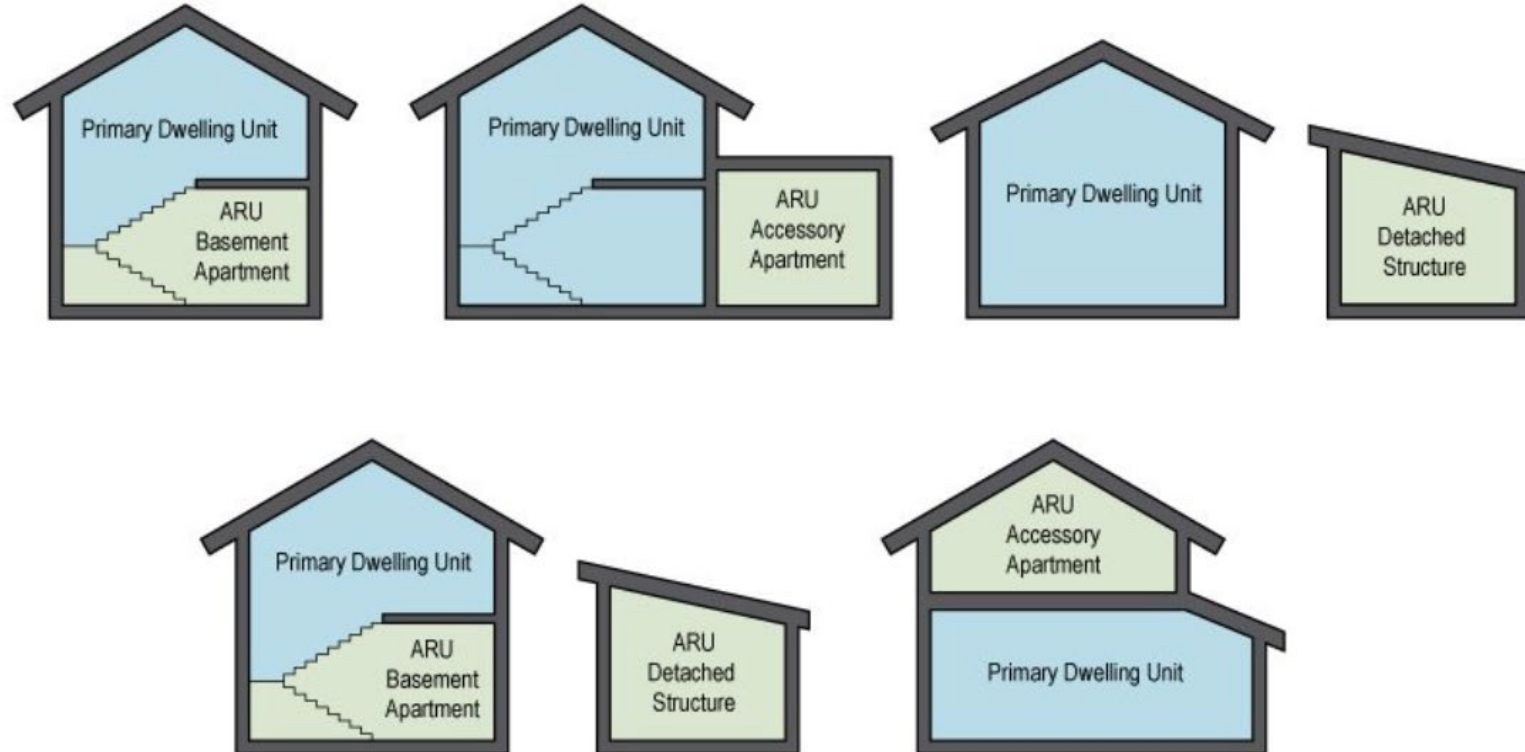 Primary Dwelling Unit
ARU
Basement
Apartment
Primary Dwelling Unit
ARU
Accessory
Apartment
Primary Dwelling Unit
ARU
Detached
Structure
Primary Dwelling Unit
ARU
Basement
Apartment
ARU
Detached
Structure
ARU
Accessory
Apartment
Primary Dwelling Unit